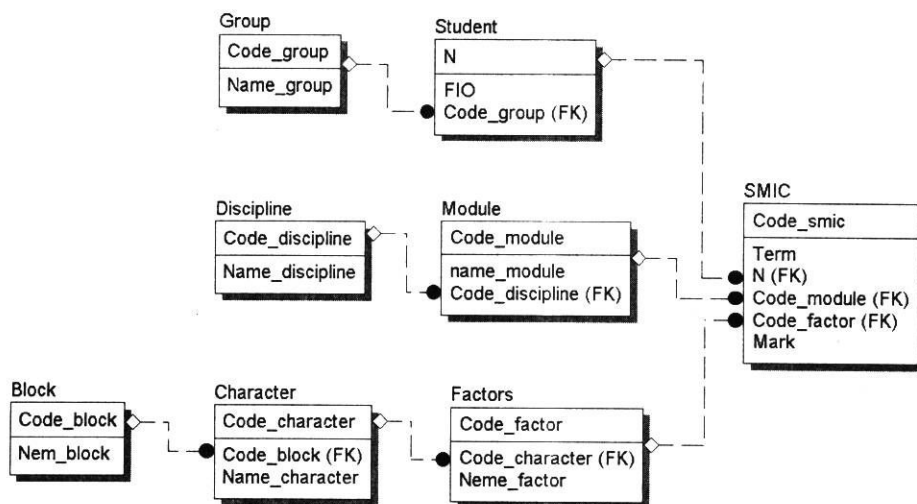 Group
Code_group
Name_group
Student
N
FIO
Code_group (FK)
Discipline
Code_discipline
Name_discipline
Module
Code_module
name_module
Code_discipline (FK)
SMIC
Code_smic
Term
N (FK)
Code_module (FK)
Code_factor (FK)
Mark
Block
Code_block
Nem_block
Character
Code_character
Code_block (FK)
Name_character
Factors
Code_factor
Code_character (FK)
Neme_factor